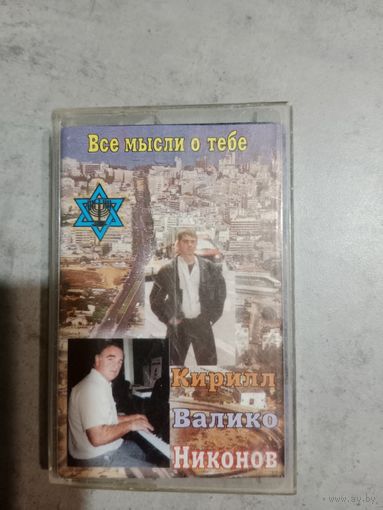 Все мысли о тебе
Кирилл
Валико
Никонов
www.ay.by